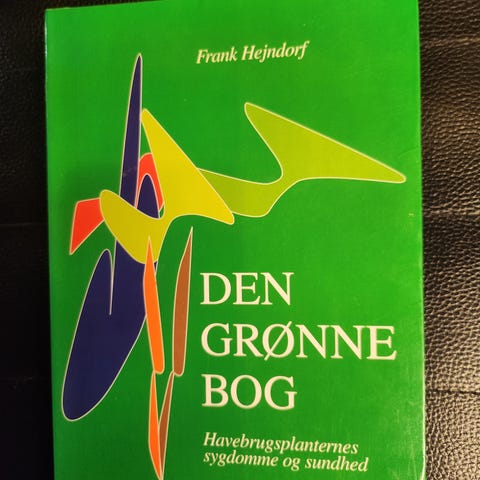 Frank Hejndorf
DEN
GRØNNE
BOG
Havebrugsplanternes
sygdomme og sundhed